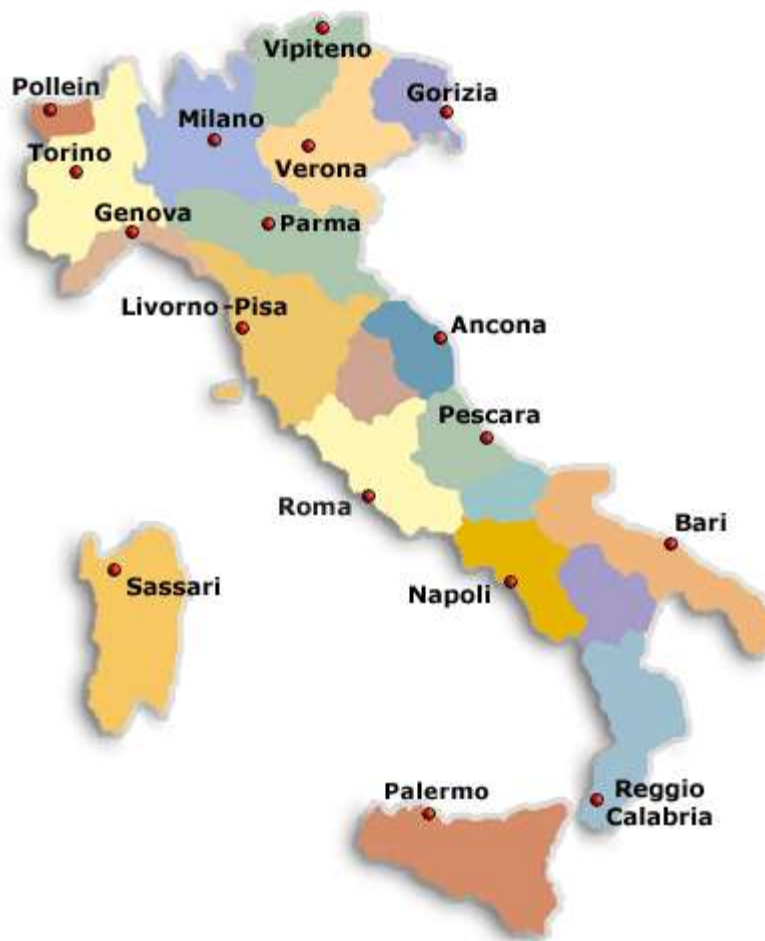 Vipiteno
Pollein
Gorizia
Milano
Torino
Verona
Genova
Parma
Livorno-Pisa
Ancona
Pescara
Roma
Bari
Sassari
Napoli
Palermo
Reggio
Calabria